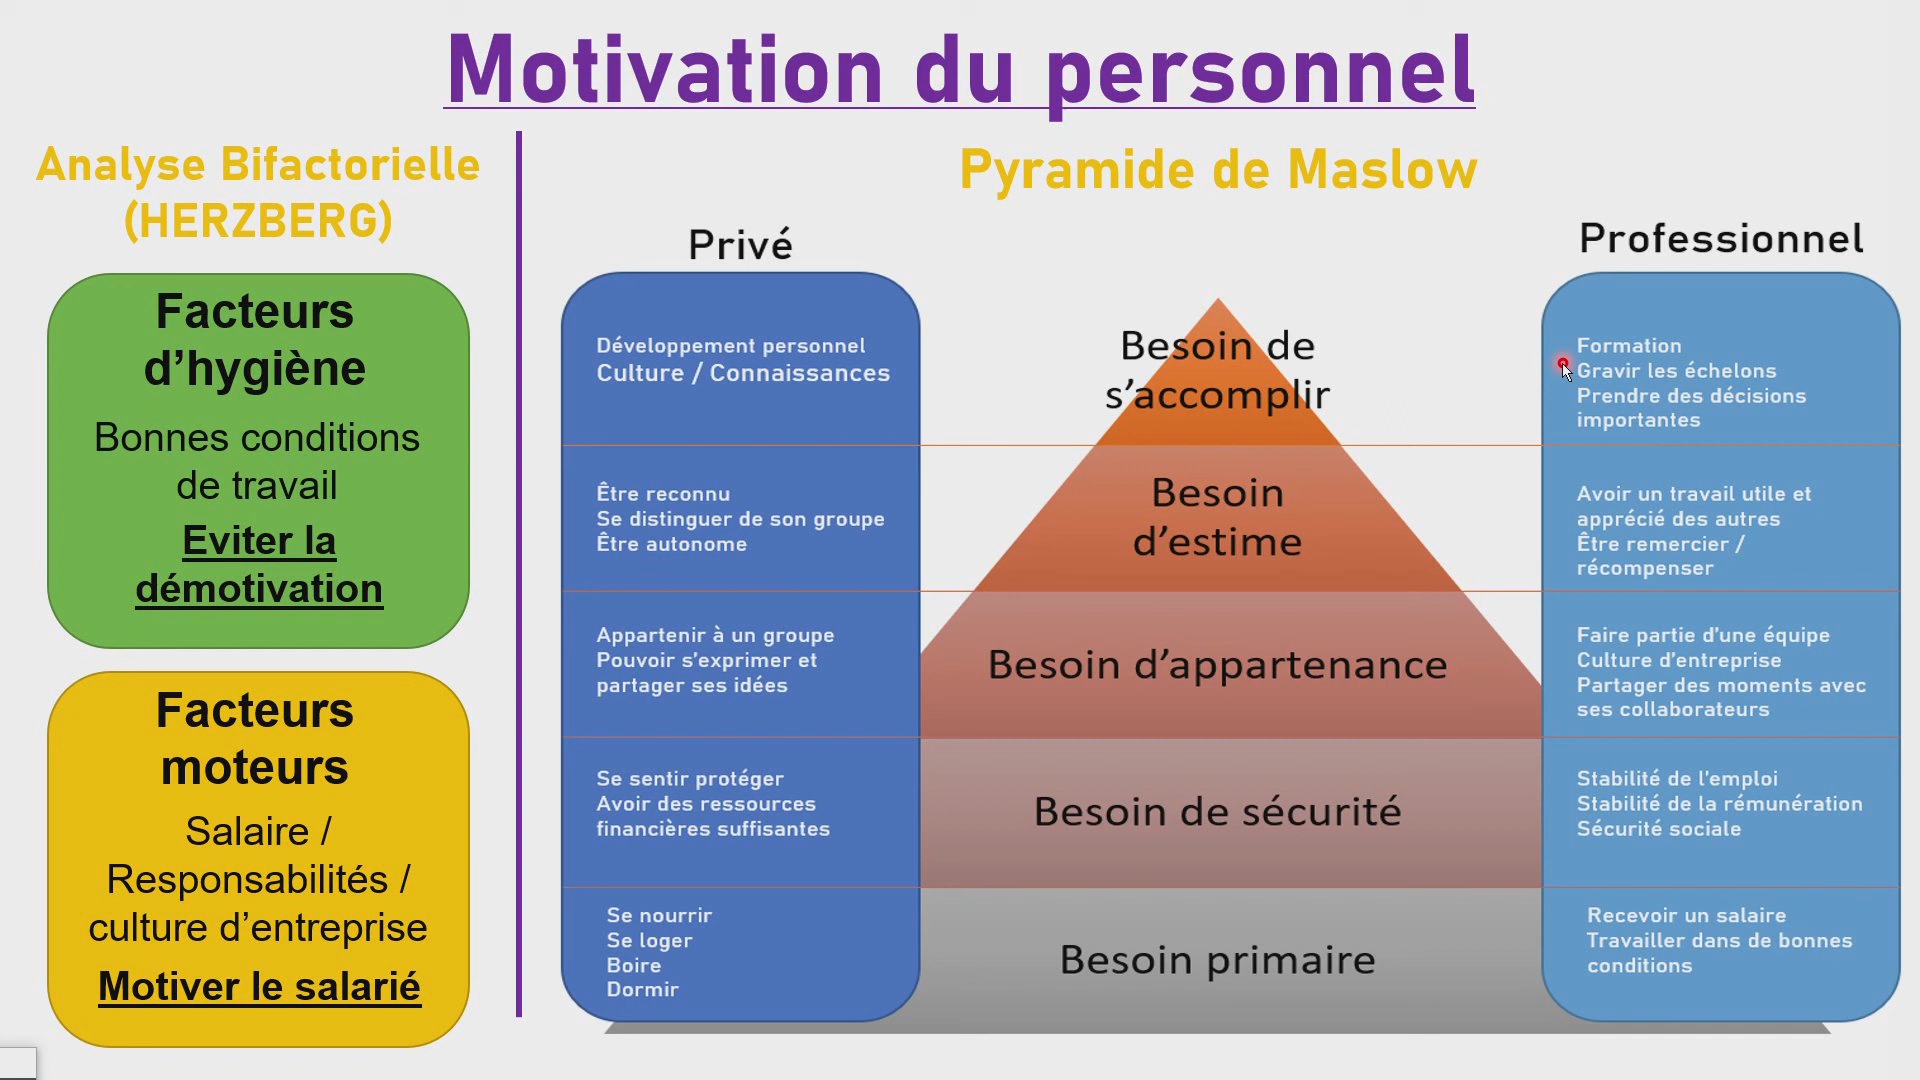 Motivation du personnel
Analyse Bifactorielle
(HERZBERG)
Facteurs
d’hygiène
Bonnes conditions
de travail
Eviter la
démotivation
Facteurs
moteurs
Salaire /
Responsabilités /
culture d’entreprise
Motiver le salarié
Pyramide de Maslow
Privé
Développement personnel
Culture / Connaissances
Être reconnu
Se distinguer de son groupe
Être autonome
Appartenir à un groupe
Pouvoir s’exprimer et
partager ses idées
Se sentir protéger
Avoir des ressources
financières suffisantes
Se nourrir
Se loger
Boire
Dormir
Besoin de
s’accomplir
Besoin
d’estime
Besoin d’appartenance
Besoin de sécurité
Besoin primaire
Professionnel
Formation
Gravir les échelons
Prendre des décisions
importantes
Avoir un travail utile et
apprécié des autres
Être remercier /
récompenser
Faire partie d’une équipe
Culture d’entreprise
Partager des moments avec
ses collaborateurs
Stabilité de l’emploi
Stabilité de la rémunération
Sécurité sociale
Recevoir un salaire
Travailler dans de bonnes
conditions